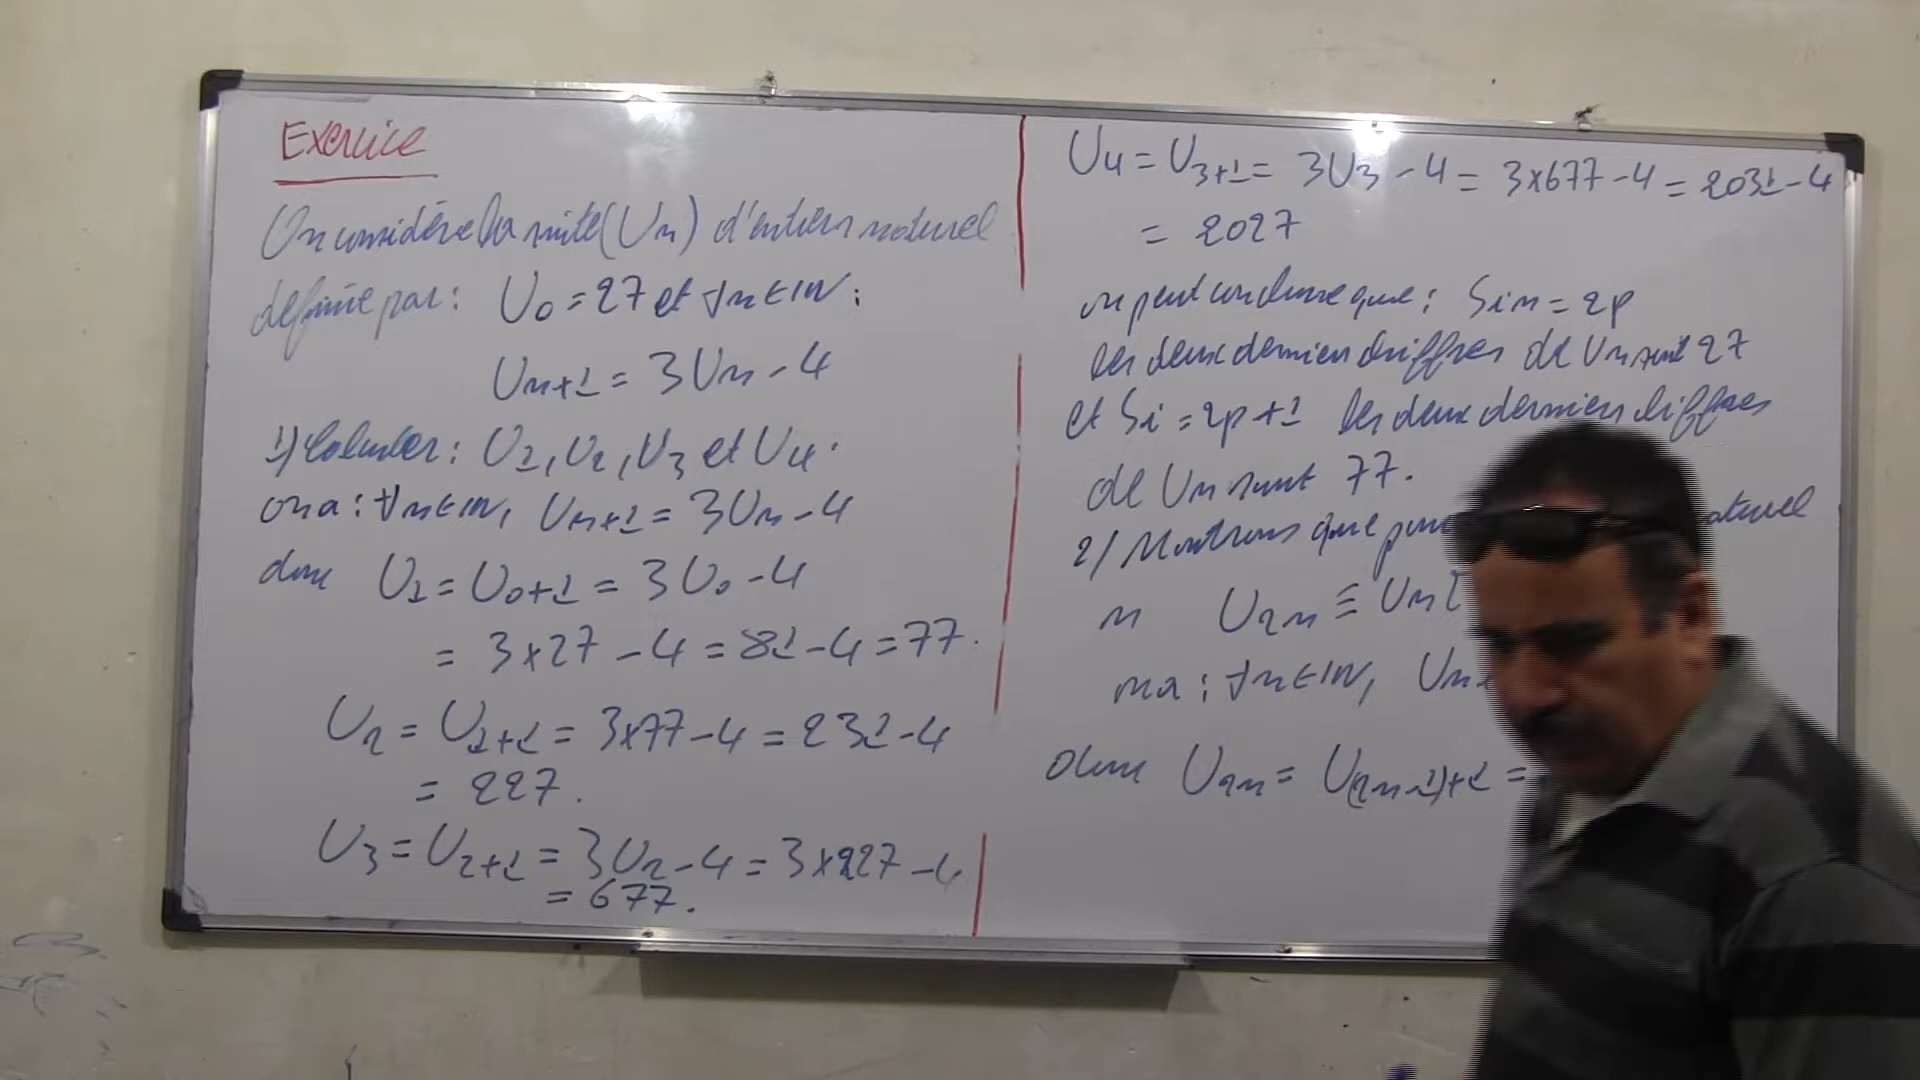 Exercice
On considère la suite (Un) d'entiers naturel
définie par : U0 = 27 et ∀n∈IN :
Un+1 = 3Un - 4
1) Calculer : U1, U2, U3 et U4.
on a : ∀n∈IN, Un+1 = 3Un - 4
donc U1 = U0+1 = 3U0 - 4
= 3×27 - 4 = 81 - 4 = 77.
U2 = U1+1 = 3×77 - 4 = 231 - 4
= 227.
U3 = U2+1 = 3U2 - 4 = 3×227 - 4
= 677.
U4 = U3+1 = 3U3 - 4 = 3×677 - 4 = 2031 - 4
= 2027
on peut conclure que : Si n = 2p
les deux derniers chiffres de Un sont 27
et Si = 2p+1 les deux derniers chiffres
de Un sont 77.
2) Montrons que pour
n U2n ≡ Un [
on a : ∀n∈IN,
donc U2n = U(2n-1)+1 =